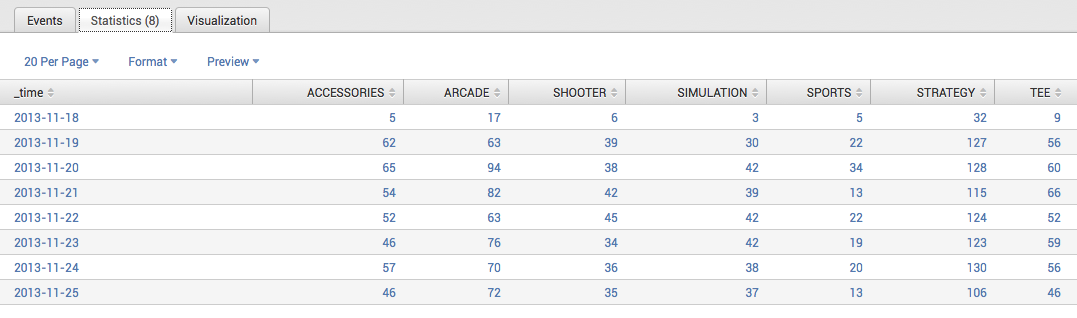 Events Statistics (8) Visualization
20 Per Page Format Preview
_time ACCESSORIES ARCADE SHOOTER SIMULATION SPORTS STRATEGY TEE
2013-11-18 5 17 6 3 5 32 9
2013-11-19 62 63 39 30 22 127 56
2013-11-20 65 94 38 42 34 128 60
2013-11-21 54 82 42 39 13 115 66
2013-11-22 52 63 45 42 22 124 52
2013-11-23 46 76 34 42 19 123 59
2013-11-24 57 70 36 38 20 130 56
2013-11-25 46 72 35 37 13 106 46